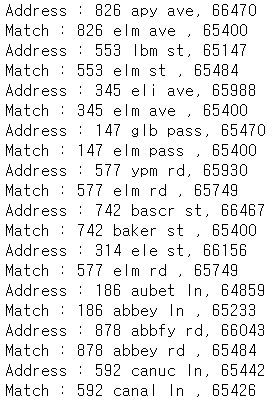 Address : 826 apy ave, 66470
Match : 826 elm ave , 65400
Address : 553 lbm st, 65147
Match : 553 elm st , 65484
Address : 345 eli ave, 65988
Match : 345 elm ave , 65400
Address : 147 glb pass, 65470
Match : 147 elm pass , 65400
Address : 577 ypm rd, 65930
Match : 577 elm rd , 65749
Address : 742 bascr st, 66467
Match : 742 baker st , 65400
Address : 314 ele st, 66156
Match : 577 elm rd , 65749
Address : 186 aubet ln, 64859
Match : 186 abbey ln , 65233
Address : 878 abbfy rd, 66043
Match : 878 abbey rd , 65484
Address : 592 canuc ln, 65442
Match : 592 canal ln , 65426